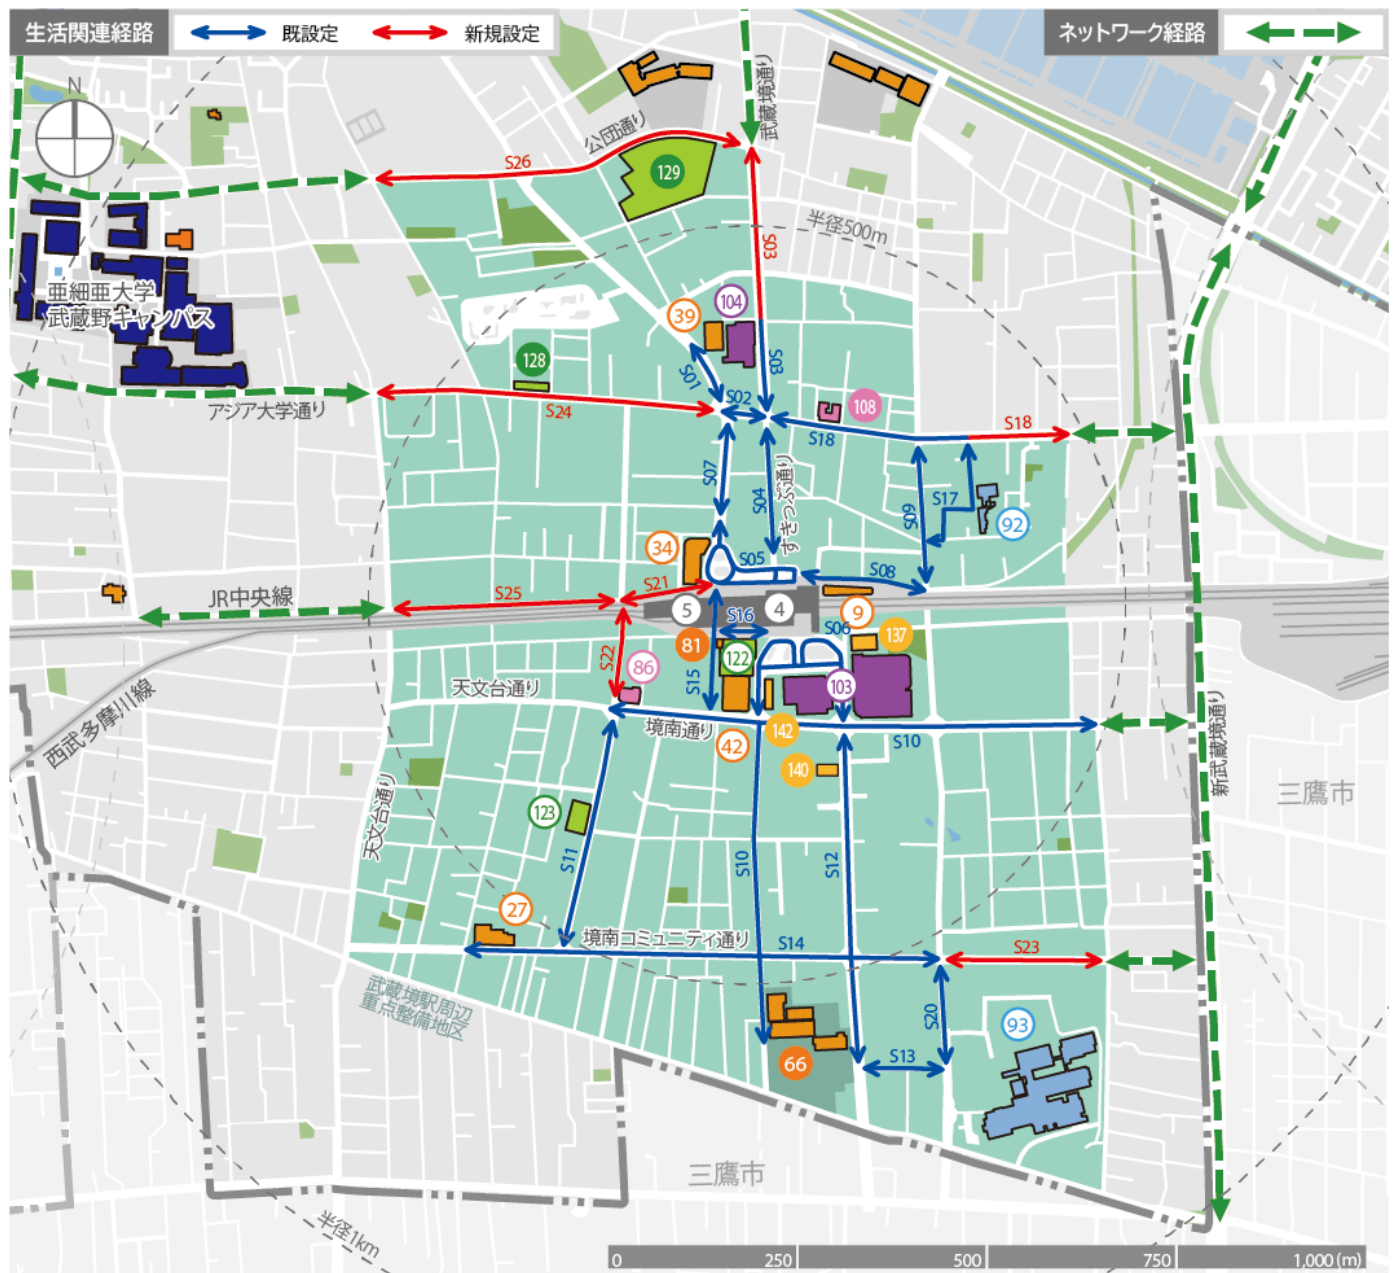 生活関連経路
既設定
新規設定
ネットワーク経路
N
武蔵境通り
公団通り
S26
129
半径500m
S03
亜細亜大学
武蔵野キャンパス
39
104
S03
S01
128
S02
108
アジア大学通り
S24
S18
S18
S07
S04
すきっぷ通り
S09
S17
92
34
S05
S08
JR中央線
S25
S21
5
4
9
S16
S06
137
81
122
S22
86
S15
103
天文台通り
西武多摩川線
境南通り
42
142
S10
新武蔵境通り
140
三鷹市
天文台通り
123
S11
S10
S12
27
境南コミュニティ通り
S14
S23
武蔵境駅周辺
重点整備地区
S20
93
S13
66
三鷹市
半径1km
0
250
500
750
1,000(m)